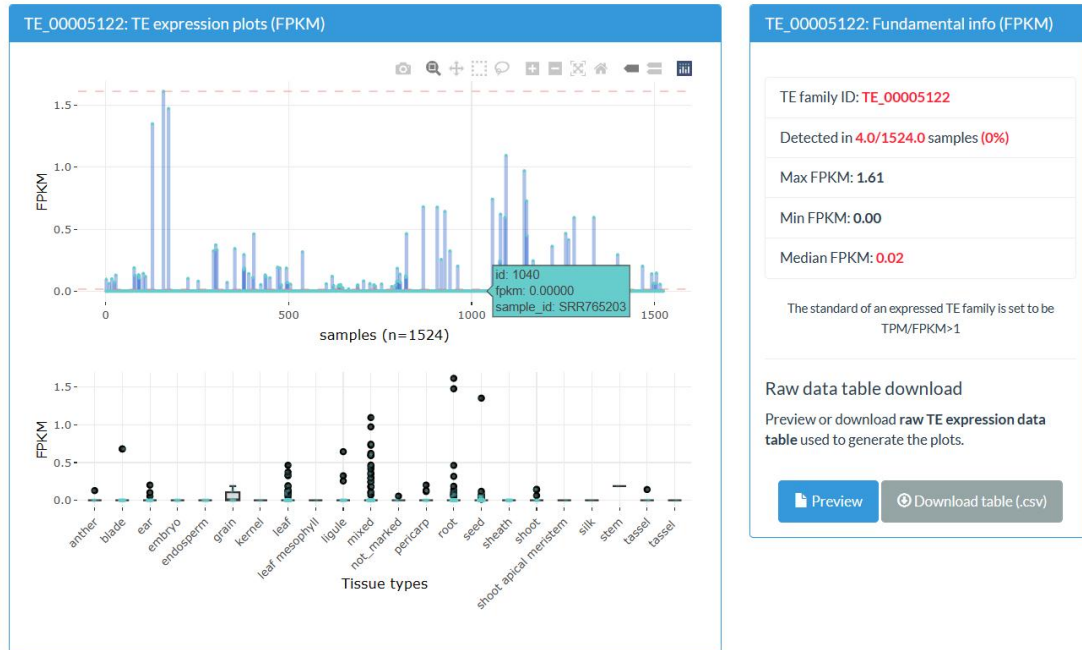 TE_00005122: TE expression plots (FPKM)
FPKM
1.5
1.0
0.5
0.0
id: 1040
fpkm: 0.00000
sample_id: SRR765203
0
500
1000
1500
samples (n=1524)
FPKM
1.5
1.0
0.5
0.0
anther
blade
ear
embryo
endosperm
grain
kernel
leaf
leaf mesophyll
ligule
mixed
not_marked
pericarp
root
seed
sheath
shoot
shoot apical meristem
silk
stem
tassel
tassel
Tissue types
TE_00005122: Fundamental info (FPKM)
TE family ID: TE_00005122
Detected in 4.0/1524.0 samples (0%)
Max FPKM: 1.61
Min FPKM: 0.00
Median FPKM: 0.02
The standard of an expressed TE family is set to be
TPM/FPKM>1
Raw data table download
Preview or download raw TE expression data
table used to generate the plots.
Preview
Download table (.csv)